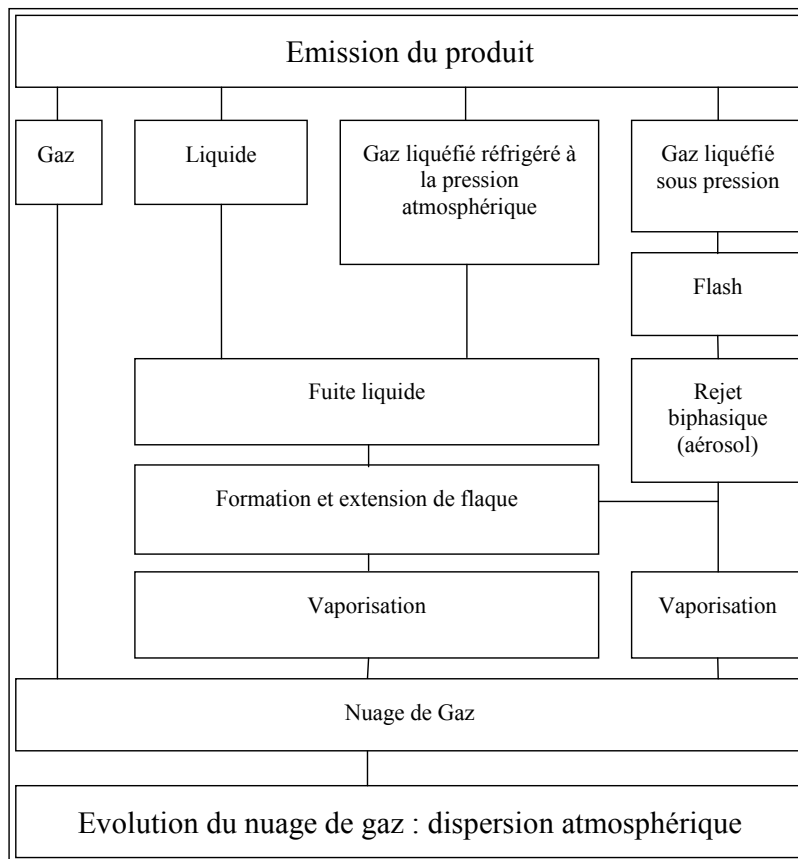 Emission du produit
Gaz
Liquide
Gaz liquéfié réfrigéré à
la pression
atmosphérique
Gaz liquéfié
sous pression
Flash
Fuite liquide
Rejet
biphasique
(aérosol)
Formation et extension de flaque
Vaporisation
Vaporisation
Nuage de Gaz
Evolution du nuage de gaz : dispersion atmosphérique